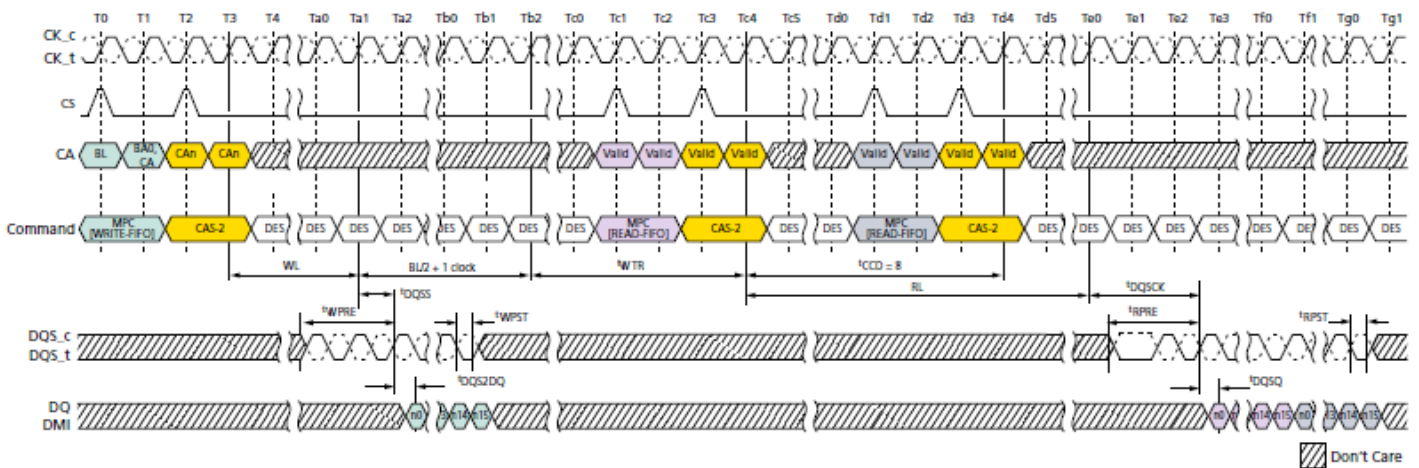 T0 T1 T2 T3 T4 Ta0 Ta1 Ta2 Tb0 Tb1 Tb2 Tc0 Tc1 Tc2 Tc3 Tc4 Tc5 Td0 Td1 Td2 Td3 Td4 Td5 Te0 Te1 Te2 Te3 Tf0 Tf1 Tg0 Tg1
CK_c
CK_t
CS
CA BL BA0, CA CAn CAn Valid Valid Valid Valid Valid Valid Valid Valid
Command MPC [WRITE-FIFO] CAS-2 DES DES DES DES DES DES DES DES MPC [READ-FIFO] CAS-2 DES DES MPC [READ-FIFO] CAS-2 DES DES DES DES DES DES DES DES DES
WL BL/2 + 1 clock tWTR tCCD = 8
tDQSS RL tDQSCK
tWPRE tWPST tRPRE tRPST
DQS_c
DQS_t
tDQS2DQ tDQSQ
DQ n0 n14 n15 n0 n14 n15 n0 n14 n15
DMI
Don't Care